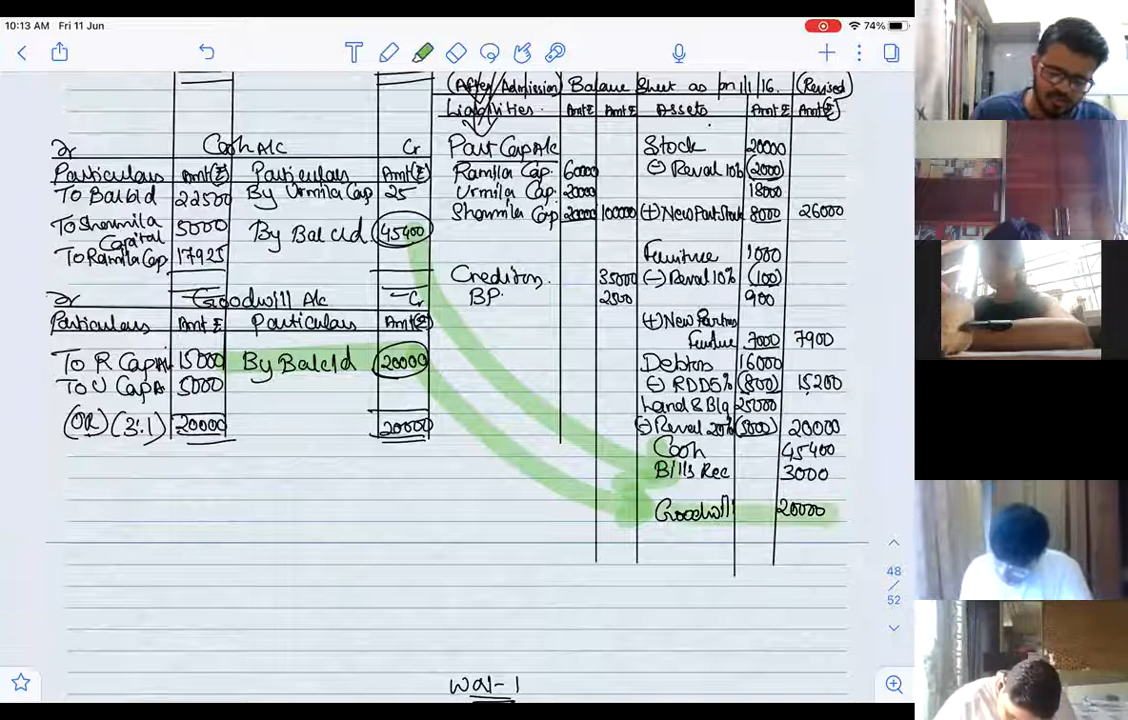 10:13 AM Fri 11 Jun
74%
(After Admission) Balance Sheet as on 1/1/16. (Revised)
Liabilities. Amt ₹ Amt ₹ Assets Amt ₹ Amt ₹
Dr Cash A/c Cr
Particulars Amt(₹) Particulars Amt(₹)
To Bal b/d 22500 By Urmila Cap 25
To Sharmila Capital 5000 By Bal c/d 45400
To Ramila Cap 17925
Dr Goodwill A/c Cr
Particulars Amt ₹ Particulars Amt(₹)
To R Capital 15000 By Bal c/d 20000
To U Cap 5000
(OR) (3:1) 20000 20000
Part Cap A/c
Ramila Cap. 60000
Urmila Cap. 20000
Sharmila Cap 20000 100000
Creditors. 35000
BP. 2500
Stock 20000
(-) Reval 10% (2000)
18000
(+) New Part Stock 8000 26000
Furniture 1000
(-) Reval 10% (100)
900
(+) New Partners
Furniture 7000 7900
Debtors 16000
(-) RDD 5% (800) 15,200
Land & Blg 25000
(-) Reval 20% (5000) 20000
Cash 45400
Bills Rec 3000
Goodwill 20000
48
/
52
WN-1